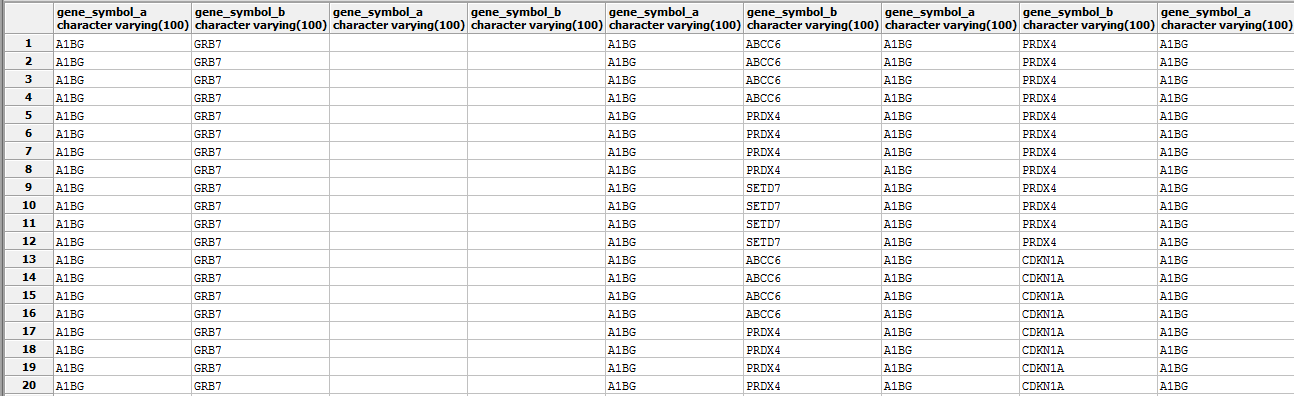 gene_symbol_a gene_symbol_b gene_symbol_a gene_symbol_b gene_symbol_a gene_symbol_b gene_symbol_a gene_symbol_b gene_symbol_a
character varying(100) character varying(100) character varying(100) character varying(100) character varying(100) character varying(100) character varying(100) character varying(100) character varying(100)
1 A1BG GRB7 A1BG ABCC6 A1BG PRDX4 A1BG
2 A1BG GRB7 A1BG ABCC6 A1BG PRDX4 A1BG
3 A1BG GRB7 A1BG ABCC6 A1BG PRDX4 A1BG
4 A1BG GRB7 A1BG ABCC6 A1BG PRDX4 A1BG
5 A1BG GRB7 A1BG PRDX4 A1BG PRDX4 A1BG
6 A1BG GRB7 A1BG PRDX4 A1BG PRDX4 A1BG
7 A1BG GRB7 A1BG PRDX4 A1BG PRDX4 A1BG
8 A1BG GRB7 A1BG PRDX4 A1BG PRDX4 A1BG
9 A1BG GRB7 A1BG SETD7 A1BG PRDX4 A1BG
10 A1BG GRB7 A1BG SETD7 A1BG PRDX4 A1BG
11 A1BG GRB7 A1BG SETD7 A1BG PRDX4 A1BG
12 A1BG GRB7 A1BG SETD7 A1BG PRDX4 A1BG
13 A1BG GRB7 A1BG ABCC6 A1BG CDKN1A A1BG
14 A1BG GRB7 A1BG ABCC6 A1BG CDKN1A A1BG
15 A1BG GRB7 A1BG ABCC6 A1BG CDKN1A A1BG
16 A1BG GRB7 A1BG ABCC6 A1BG CDKN1A A1BG
17 A1BG GRB7 A1BG PRDX4 A1BG CDKN1A A1BG
18 A1BG GRB7 A1BG PRDX4 A1BG CDKN1A A1BG
19 A1BG GRB7 A1BG PRDX4 A1BG CDKN1A A1BG
20 A1BG GRB7 A1BG PRDX4 A1BG CDKN1A A1BG